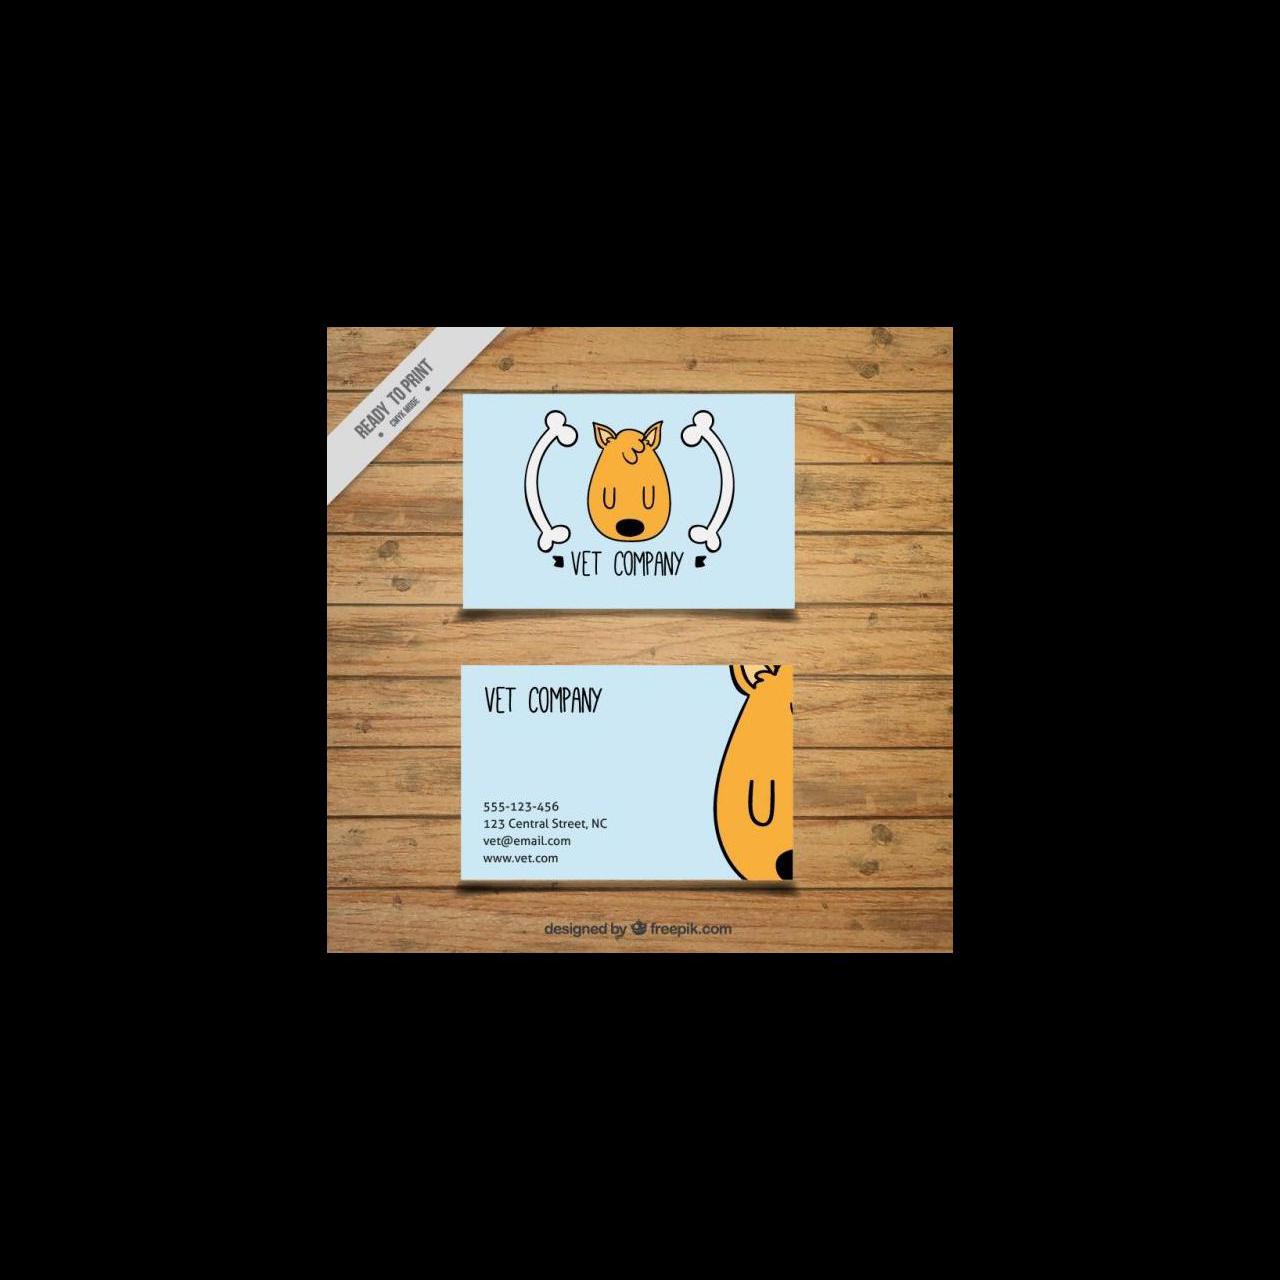 READY TO PRINT
CMYK MODE
VET COMPANY
VET COMPANY
555-123-456
123 Central Street, NC
vet@email.com
www.vet.com
designed by freepik.com